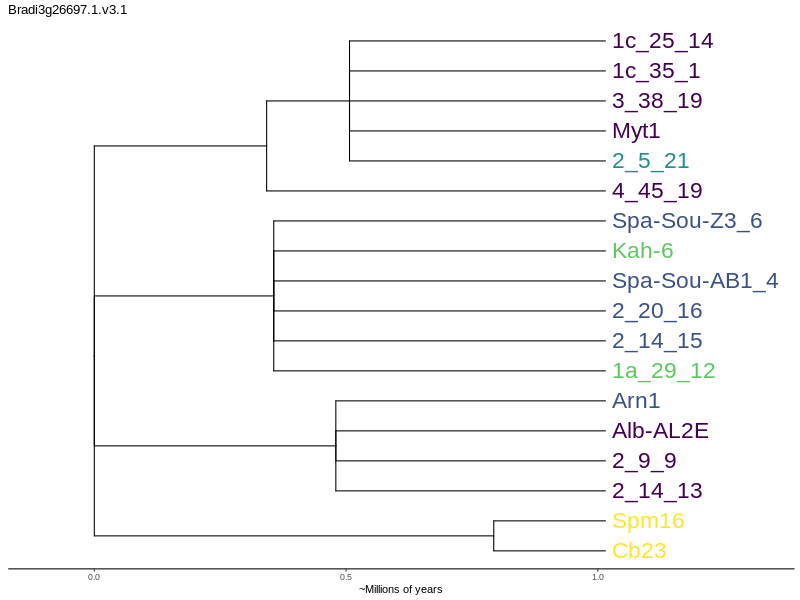 Bradi3g26697.1.v3.1
1c_25_14
1c_35_1
3_38_19
Myt1
2_5_21
4_45_19
Spa-Sou-Z3_6
Kah-6
Spa-Sou-AB1_4
2_20_16
2_14_15
1a_29_12
Arn1
Alb-AL2E
2_9_9
2_14_13
Spm16
Cb23
0.0 0.5 1.0
~Millions of years